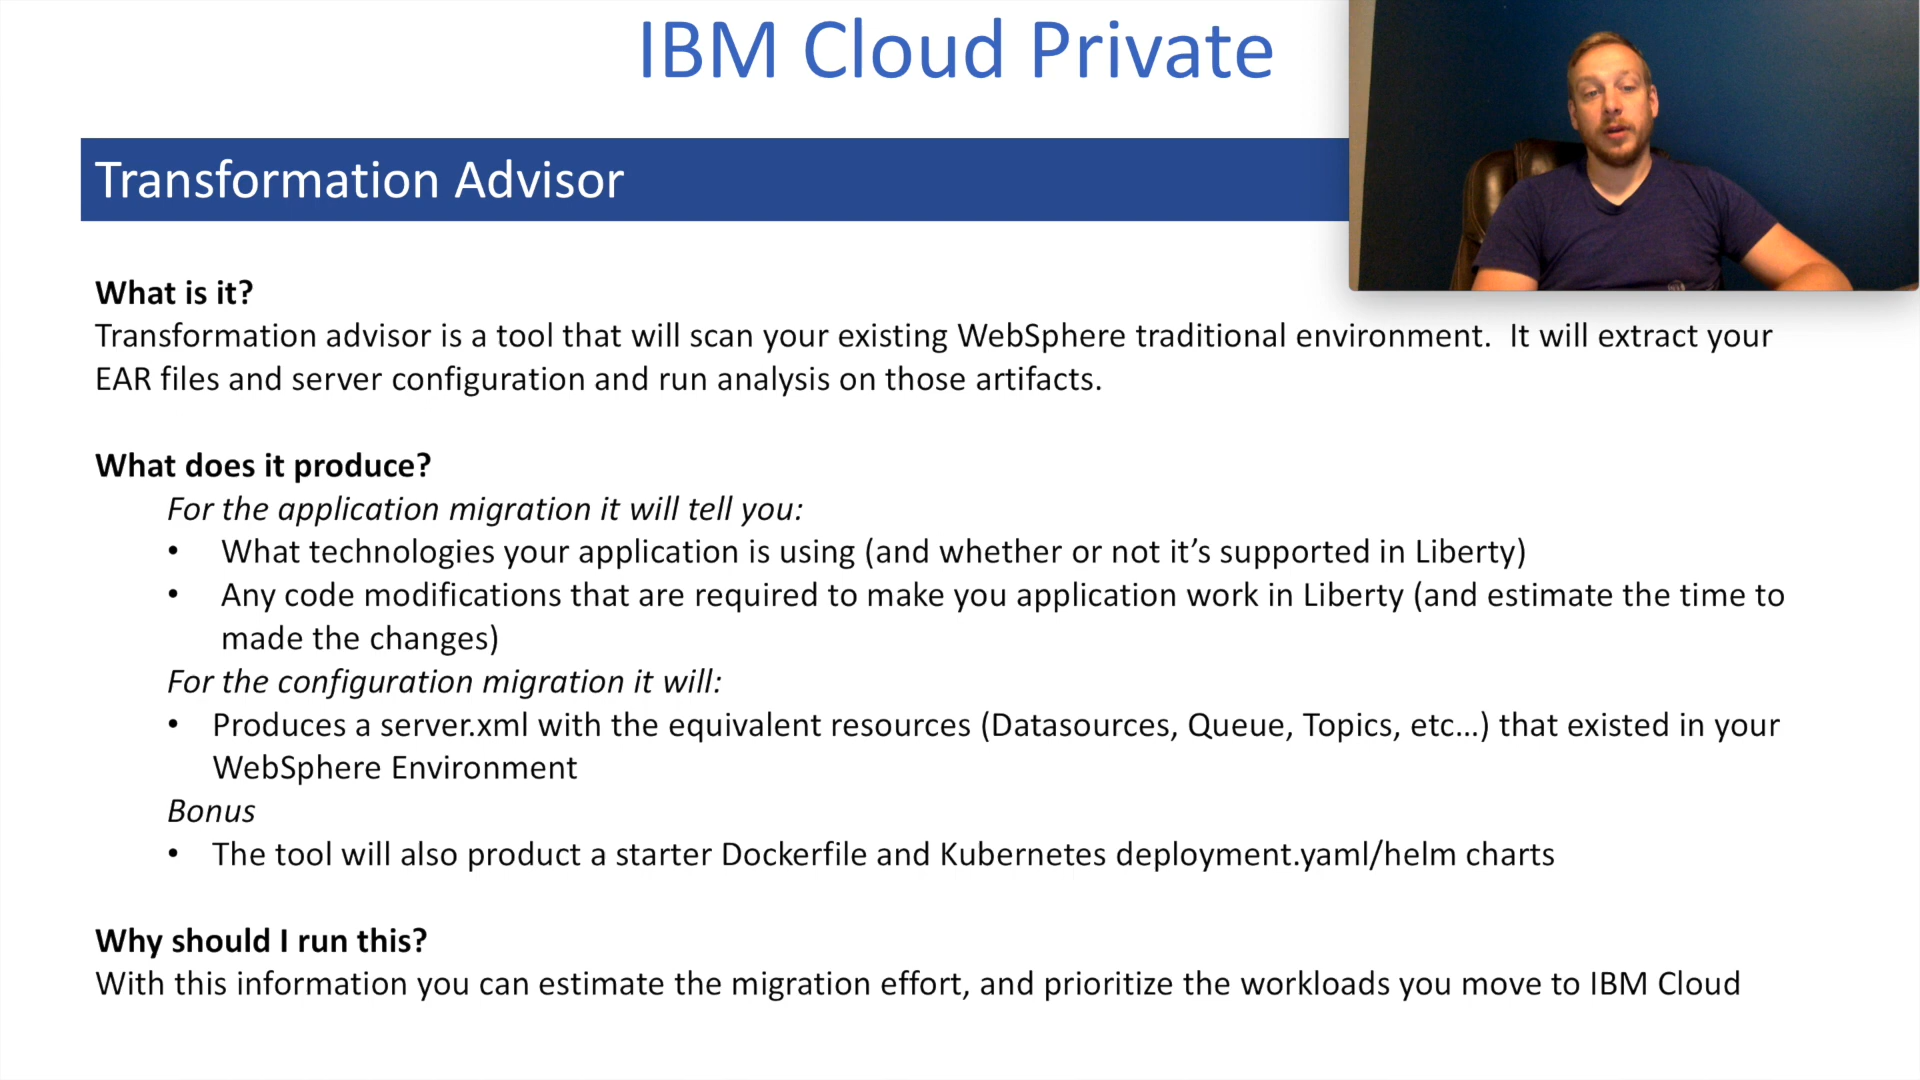 IBM Cloud Private
Transformation Advisor
What is it?
Transformation advisor is a tool that will scan your existing WebSphere traditional environment.  It will extract your
EAR files and server configuration and run analysis on those artifacts.
What does it produce?
For the application migration it will tell you:
• What technologies your application is using (and whether or not it’s supported in Liberty)
• Any code modifications that are required to make you application work in Liberty (and estimate the time to
made the changes)
For the configuration migration it will:
• Produces a server.xml with the equivalent resources (Datasources, Queue, Topics, etc…) that existed in your
WebSphere Environment
Bonus
• The tool will also product a starter Dockerfile and Kubernetes deployment.yaml/helm charts
Why should I run this?
With this information you can estimate the migration effort, and prioritize the workloads you move to IBM Cloud